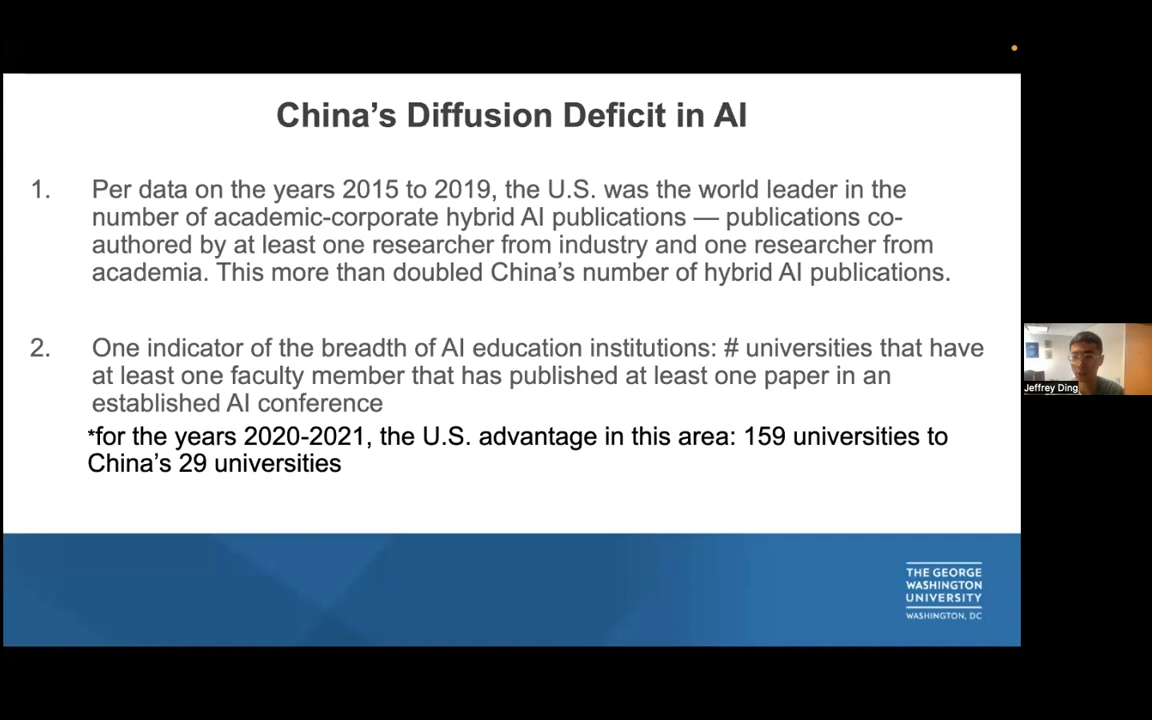 China’s Diffusion Deficit in AI
1. Per data on the years 2015 to 2019, the U.S. was the world leader in the
number of academic-corporate hybrid AI publications — publications co-
authored by at least one researcher from industry and one researcher from
academia. This more than doubled China’s number of hybrid AI publications.
2. One indicator of the breadth of AI education institutions: # universities that have
at least one faculty member that has published at least one paper in an
established AI conference
*for the years 2020-2021, the U.S. advantage in this area: 159 universities to
China’s 29 universities
Jeffrey Ding
THE GEORGE
WASHINGTON
UNIVERSITY
WASHINGTON, DC